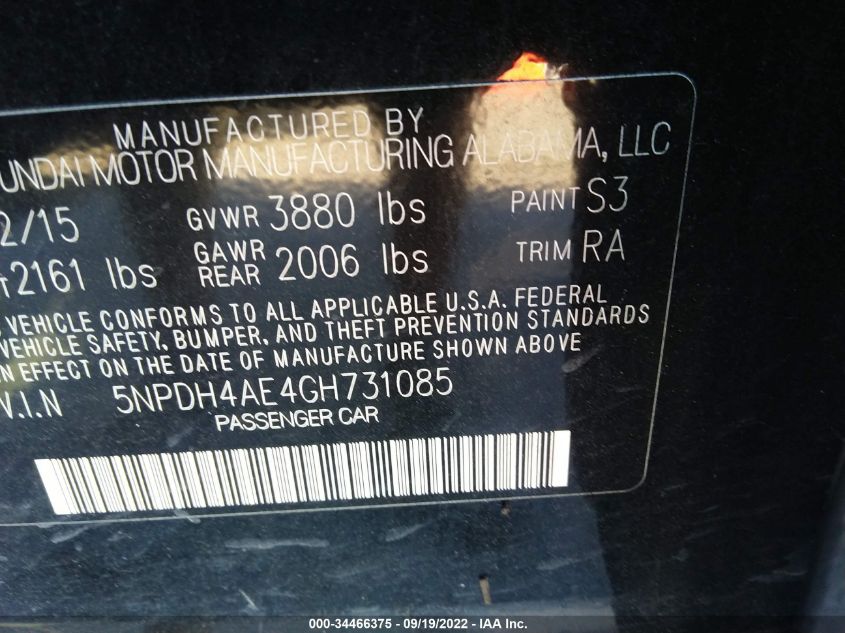 MANUFACTURED BY
UNDAI MOTOR MANUFACTURING ALABAMA, LLC
2/15 GVWR 3880 lbs PAINT S3
2161 lbs GAWR REAR 2006 lbs TRIM RA
VEHICLE CONFORMS TO ALL APPLICABLE U.S.A. FEDERAL
VEHICLE SAFETY, BUMPER, AND THEFT PREVENTION STANDARDS
N EFFECT ON THE DATE OF MANUFACTURE SHOWN ABOVE
V.I.N 5NPDH4AE4GH731085
PASSENGER CAR
000-34466375 - 09/19/2022 - IAA Inc.